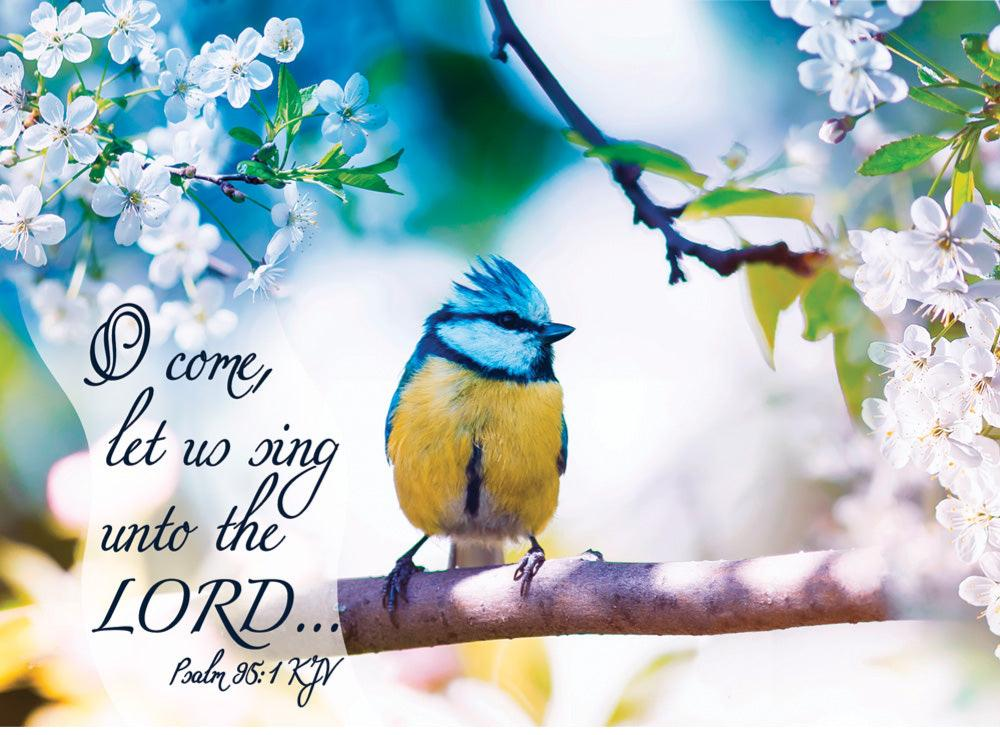 O come,
let us sing
unto the
LORD...
Psalm 95:1 KJV